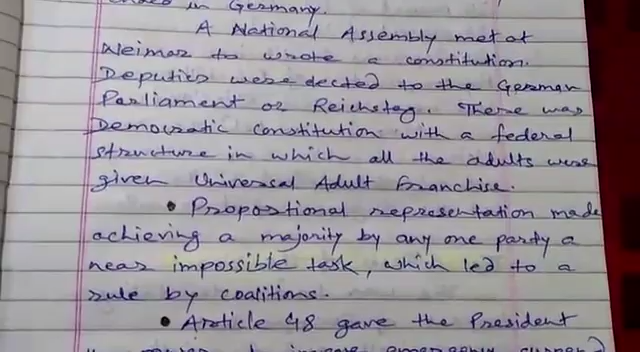 in Germany.
A National Assembly met at
Weimar to wrote a constitution.
Deputies were elected to the German
Parliament or Reichsteg. There was
Democratic constitution with a federal
structure in which all the adults were
given Universal Adult Franchise.
• Proportional representation made
achieving a majority by any one party a
near impossible task, which led to a
rule by coalitions.
• Article 48 gave the President